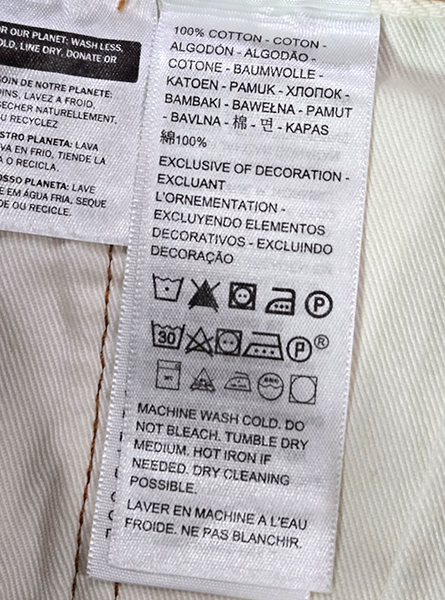 OR OUR PLANET: WASH LESS,
OLD, LINE DRY, DONATE OR
OIN DE NOTRE PLANETE:
INS, LAVEZ A FROID,
SECHER NATURELLEMENT,
U RECYCLEZ
STRO PLANETA: LAVA
VA EN FRIO, TIENDE LA
A O RECICLA.
OSSO PLANETA: LAVE
E EM ÁGUA FRIA, SEQUE
DE OU RECICLE.
100% COTTON - COTON -
ALGODÓN - ALGODÃO -
COTONE - BAUMWOLLE -
KATOEN - PAMUK - ХЛОПОК -
BAMBAKI - BAWEŁNA - PAMUT
- BAVLNA - 棉 - 면 - KAPAS
綿100%
EXCLUSIVE OF DECORATION -
EXCLUANT
L'ORNEMENTATION -
EXCLUYENDO ELEMENTOS
DECORATIVOS - EXCLUINDO
DECORAÇÃO
P
30 P®
MACHINE WASH COLD. DO
NOT BLEACH. TUMBLE DRY
MEDIUM. HOT IRON IF
NEEDED. DRY CLEANING
POSSIBLE.
LAVER EN MACHINE A L'EAU
FROIDE. NE PAS BLANCHIR.